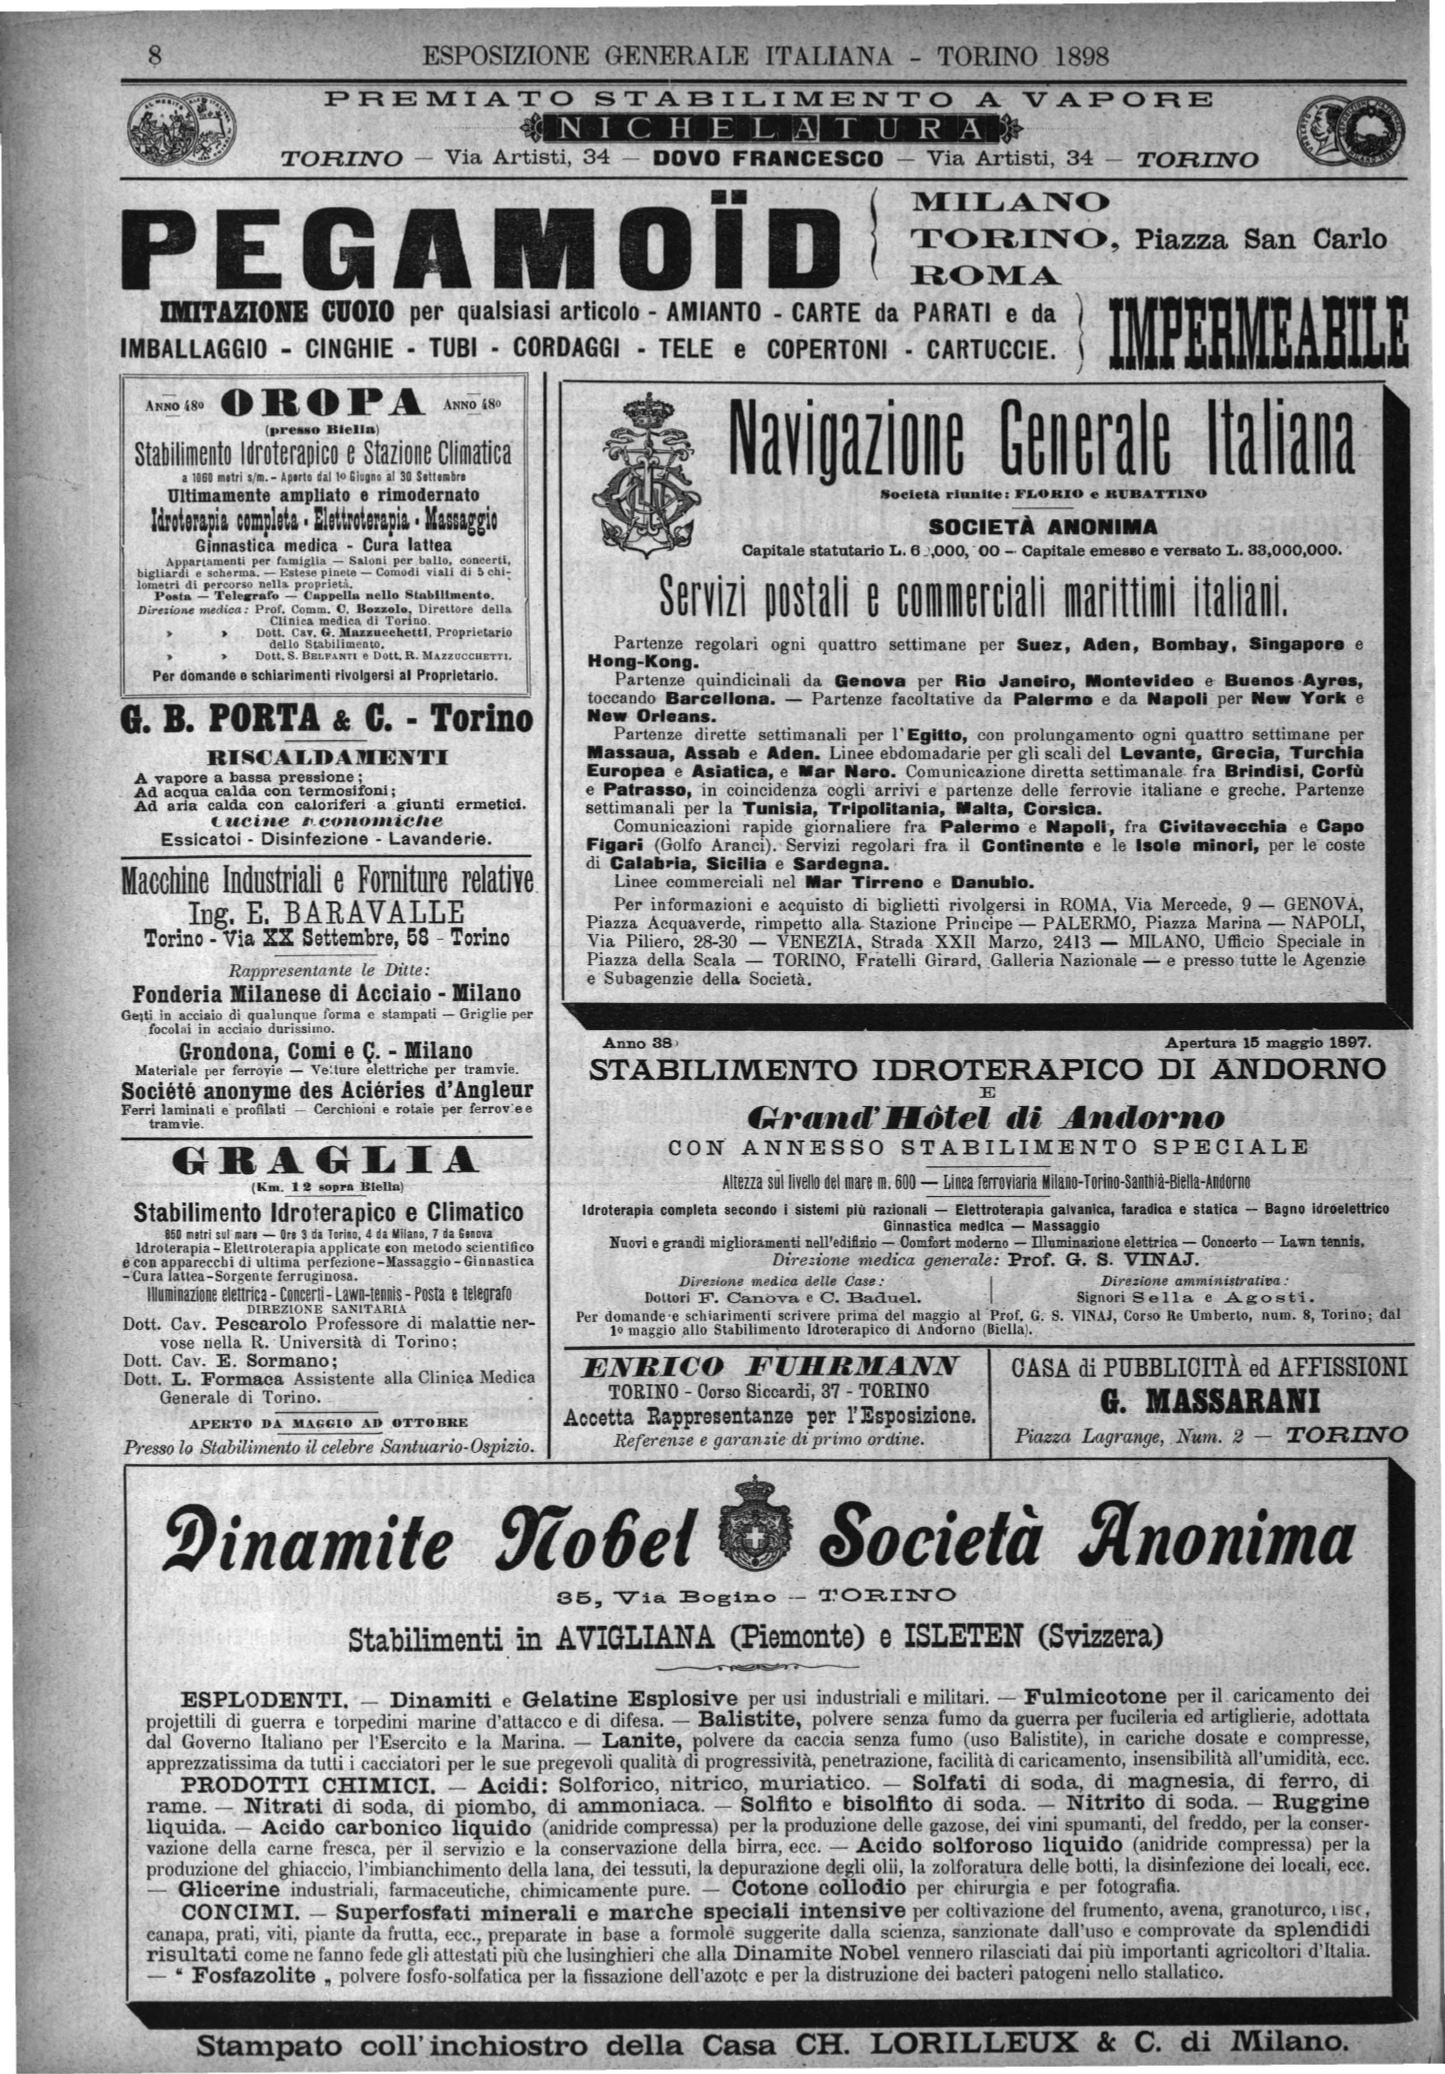 8
ESPOSIZIONE GENERALE ITALIANA - TORINO 1898
PREMIATO STABILIMENTO A VAPORE
NICHELATURA
TORINO — Via Artisti, 34 — DOVO FRANCESCO — Via Artisti, 34 — TORINO
PEGAMOÏD
MILANO
TORINO, Piazza San Carlo
ROMA
IMITAZIONE CUOIO per qualsiasi articolo - AMIANTO - CARTE da PARATI e da
IMBALLAGGIO - CINGHIE - TUBI - CORDAGGI - TELE e COPERTONI - CARTUCCIE.
IMPERMEABILE
ANNO 48º OROPA ANNO 48º
(presso Biella)
Stabilimento Idroterapico e Stazione Climatica
a 1060 metri s/m. - Aperto dal 1º Giugno al 30 Settembre
Ultimamente ampliato e rimodernato
Idroterapia completa - Elettroterapia - Massaggio
Ginnastica medica - Cura lattea
Appartamenti per famiglia — Saloni per ballo, concerti,
bigliardi e scherma. — Estese pinete — Comodi viali di 5 chi-
lometri di percorso nella proprietà.
Posta — Telegrafo — Cappella nello Stabilimento.
Direzione medica: Prof. Comm. C. Bozzolo, Direttore della
Clinica medica di Torino.
» » Dott. Cav. G. Mazzucchetti, Proprietario
dello Stabilimento.
» » Dott. S. BELFANTI e Dott. R. MAZZUCCHETTI.
Per domande e schiarimenti rivolgersi al Proprietario.
G. B. PORTA & C. - Torino
RISCALDAMENTI
A vapore a bassa pressione;
Ad acqua calda con termosifoni;
Ad aria calda con caloriferi a giunti ermetici.
Cucine economiche
Essicatoi - Disinfezione - Lavanderie.
Macchine Industriali e Forniture relative
Ing. E. BARAVALLE
Torino - Via XX Settembre, 58 - Torino
Rappresentante le Ditte:
Fonderia Milanese di Acciaio - Milano
Getti in acciaio di qualunque forma e stampati — Griglie per
focolai in acciaio durissimo.
Grondona, Comi e C. - Milano
Materiale per ferrovie — Vetture elettriche per tramvie.
Société anonyme des Aciéries d'Angleur
Ferri laminati e profilati — Cerchioni e rotaie per ferrov'e e
tramvie.
GRAGLIA
(Km. 12 sopra Biella)
Stabilimento Idroterapico e Climatico
850 metri sul mare — Ore 3 da Torino, 4 da Milano, 7 da Genova
Idroterapia - Elettroterapia applicate con metodo scientifico
e con apparecchi di ultima perfezione - Massaggio - Ginnastica
- Cura lattea - Sorgente ferruginosa.
Illuminazione elettrica - Concerti - Lawn-tennis - Posta e telegrafo
DIREZIONE SANITARIA
Dott. Cav. Pescarolo Professore di malattie ner-
vose nella R. Università di Torino;
Dott. Cav. E. Sormano;
Dott. L. Formaca Assistente alla Clinica Medica
Generale di Torino.
APERTO DA MAGGIO AD OTTOBRE
Presso lo Stabilimento il celebre Santuario-Ospizio.
Navigazione Generale Italiana
Società riunite: FLORIO e RUBATTINO
SOCIETÀ ANONIMA
Capitale statutario L. 6 ,000, 00 — Capitale emesso e versato L. 33,000,000.
Servizi postali e commerciali marittimi italiani.
Partenze regolari ogni quattro settimane per Suez, Aden, Bombay, Singapore e
Hong-Kong.
Partenze quindicinali da Genova per Rio Janeiro, Montevideo e Buenos Ayres,
toccando Barcellona. — Partenze facoltative da Palermo e da Napoli per New York e
New Orleans.
Partenze dirette settimanali per l'Egitto, con prolungamento ogni quattro settimane per
Massaua, Assab e Aden. Linee ebdomadarie per gli scali del Levante, Grecia, Turchia
Europea e Asiatica, e Mar Nero. Comunicazione diretta settimanale fra Brindisi, Corfù
e Patrasso, in coincidenza cogli arrivi e partenze delle ferrovie italiane e greche. Partenze
settimanali per la Tunisia, Tripolitania, Malta, Corsica.
Comunicazioni rapide giornaliere fra Palermo e Napoli, fra Civitavecchia e Capo
Figari (Golfo Aranci). Servizi regolari fra il Continente e le Isole minori, per le coste
di Calabria, Sicilia e Sardegna.
Linee commerciali nel Mar Tirreno e Danubio.
Per informazioni e acquisto di biglietti rivolgersi in ROMA, Via Mercede, 9 — GENOVA,
Piazza Acquaverde, rimpetto alla Stazione Principe — PALERMO, Piazza Marina — NAPOLI,
Via Piliero, 28-30 — VENEZIA, Strada XXII Marzo, 2413 — MILANO, Ufficio Speciale in
Piazza della Scala — TORINO, Fratelli Girard, Galleria Nazionale — e presso tutte le Agenzie
e Subagenzie della Società.
Anno 38º Apertura 15 maggio 1897.
STABILIMENTO IDROTERAPICO DI ANDORNO
E
Grand'Hôtel di Andorno
CON ANNESSO STABILIMENTO SPECIALE
Altezza sul livello del mare m. 600 — Linea ferroviaria Milano-Torino-Santhià-Biella-Andorno
Idroterapia completa secondo i sistemi più razionali — Elettroterapia galvanica, faradica e statica — Bagno idroelettrico
Ginnastica medica — Massaggio
Nuovi e grandi miglioramenti nell'edifizio — Comfort moderno — Illuminazione elettrica — Concerto — Lawn tennis.
Direzione medica generale: Prof. G. S. VINAJ.
Direzione medica delle Case:
Dottori F. Canova e C. Baduel.
Direzione amministrativa:
Signori Sella e Agosti.
Per domande e schiarimenti scrivere prima del maggio al Prof. G. S. VINAJ, Corso Re Umberto, num. 8, Torino; dal
1º maggio allo Stabilimento Idroterapico di Andorno (Biella).
ENRICO FUHRMANN
TORINO - Corso Siccardi, 37 - TORINO
Accetta Rappresentanze per l'Esposizione.
Referenze e garanzie di primo ordine.
CASA di PUBBLICITÀ ed AFFISSIONI
G. MASSARANI
Piazza Lagrange, Num. 2 — TORINO
Dinamite Nobel Società Anonima
35, Via Bogino — TORINO
Stabilimenti in AVIGLIANA (Piemonte) e ISLETEN (Svizzera)
ESPLODENTI. — Dinamiti e Gelatine Esplosive per usi industriali e militari. — Fulmicotone per il caricamento dei
projettili di guerra e torpedini marine d'attacco e di difesa. — Balistite, polvere senza fumo da guerra per fucileria ed artiglierie, adottata
dal Governo Italiano per l'Esercito e la Marina. — Lanite, polvere da caccia senza fumo (uso Balistite), in cariche dosate e compresse,
apprezzatissima da tutti i cacciatori per le sue pregevoli qualità di progressività, penetrazione, facilità di caricamento, insensibilità all'umidità, ecc.
PRODOTTI CHIMICI. — Acidi: Solforico, nitrico, muriatico. — Solfati di soda, di magnesia, di ferro, di
rame. — Nitrati di soda, di piombo, di ammoniaca. — Solfito e bisolfito di soda. — Nitrito di soda. — Ruggine
liquida. — Acido carbonico liquido (anidride compressa) per la produzione delle gazose, dei vini spumanti, del freddo, per la conser-
vazione della carne fresca, per il servizio e la conservazione della birra, ecc. — Acido solforoso liquido (anidride compressa) per la
produzione del ghiaccio, l'imbianchimento della lana, dei tessuti, la depurazione degli olii, la zolforatura delle botti, la disinfezione dei locali, ecc.
— Glicerine industriali, farmaceutiche, chimicamente pure. — Cotone collodio per chirurgia e per fotografia.
CONCIMI. — Superfosfati minerali e marche speciali intensive per coltivazione del frumento, avena, granoturco,
canapa, prati, viti, piante da frutta, ecc., preparate in base a formole suggerite dalla scienza, sanzionate dall'uso e comprovate da splendidi
risultati come ne fanno fede gli attestati più che lusinghieri che alla Dinamite Nobel vennero rilasciati dai più importanti agricoltori d'Italia.
— “ Fosfazolite „ polvere fosfo-solfatica per la fissazione dell'azoto e per la distruzione dei bacteri patogeni nello stallatico.
Stampato coll'inchiostro della Casa CH. LORILLEUX & C. di Milano.